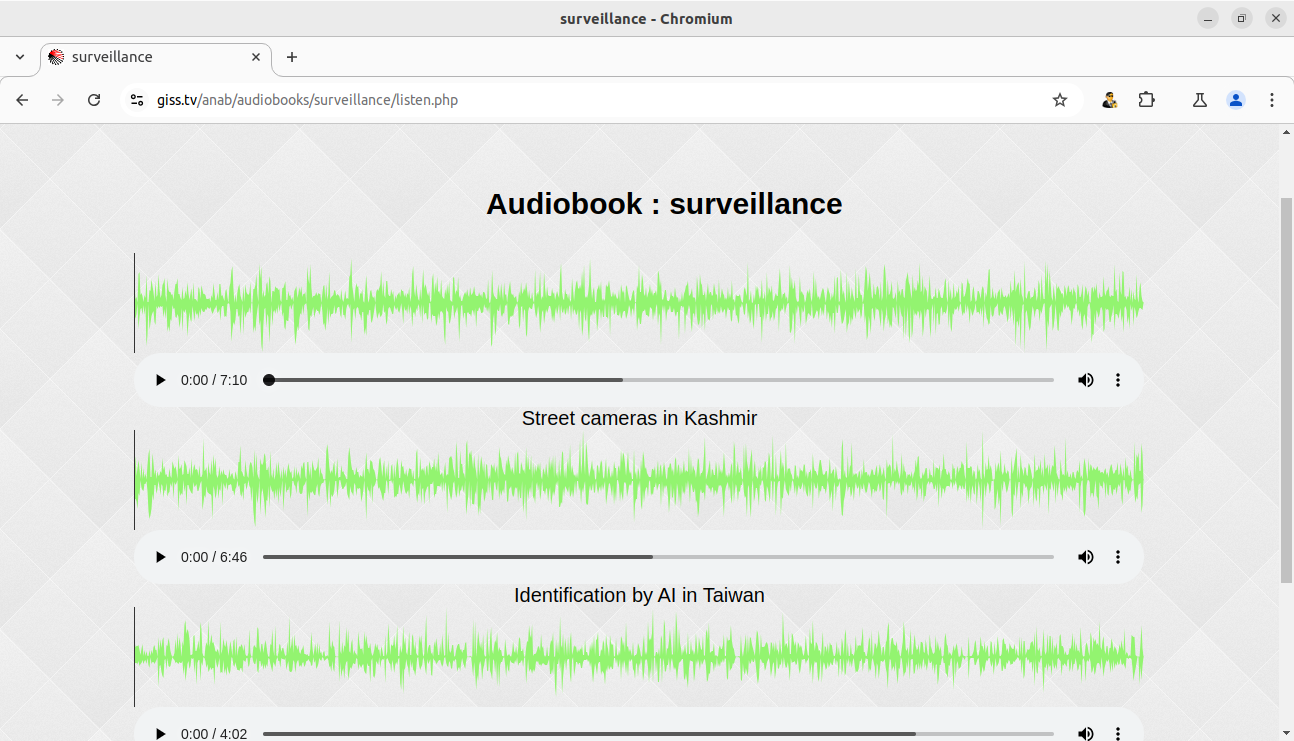 surveillance - Chromium
surveillance
giss.tv/anab/audiobooks/surveillance/listen.php
Audiobook : surveillance
0:00 / 7:10
Street cameras in Kashmir
0:00 / 6:46
Identification by AI in Taiwan
0:00 / 4:02